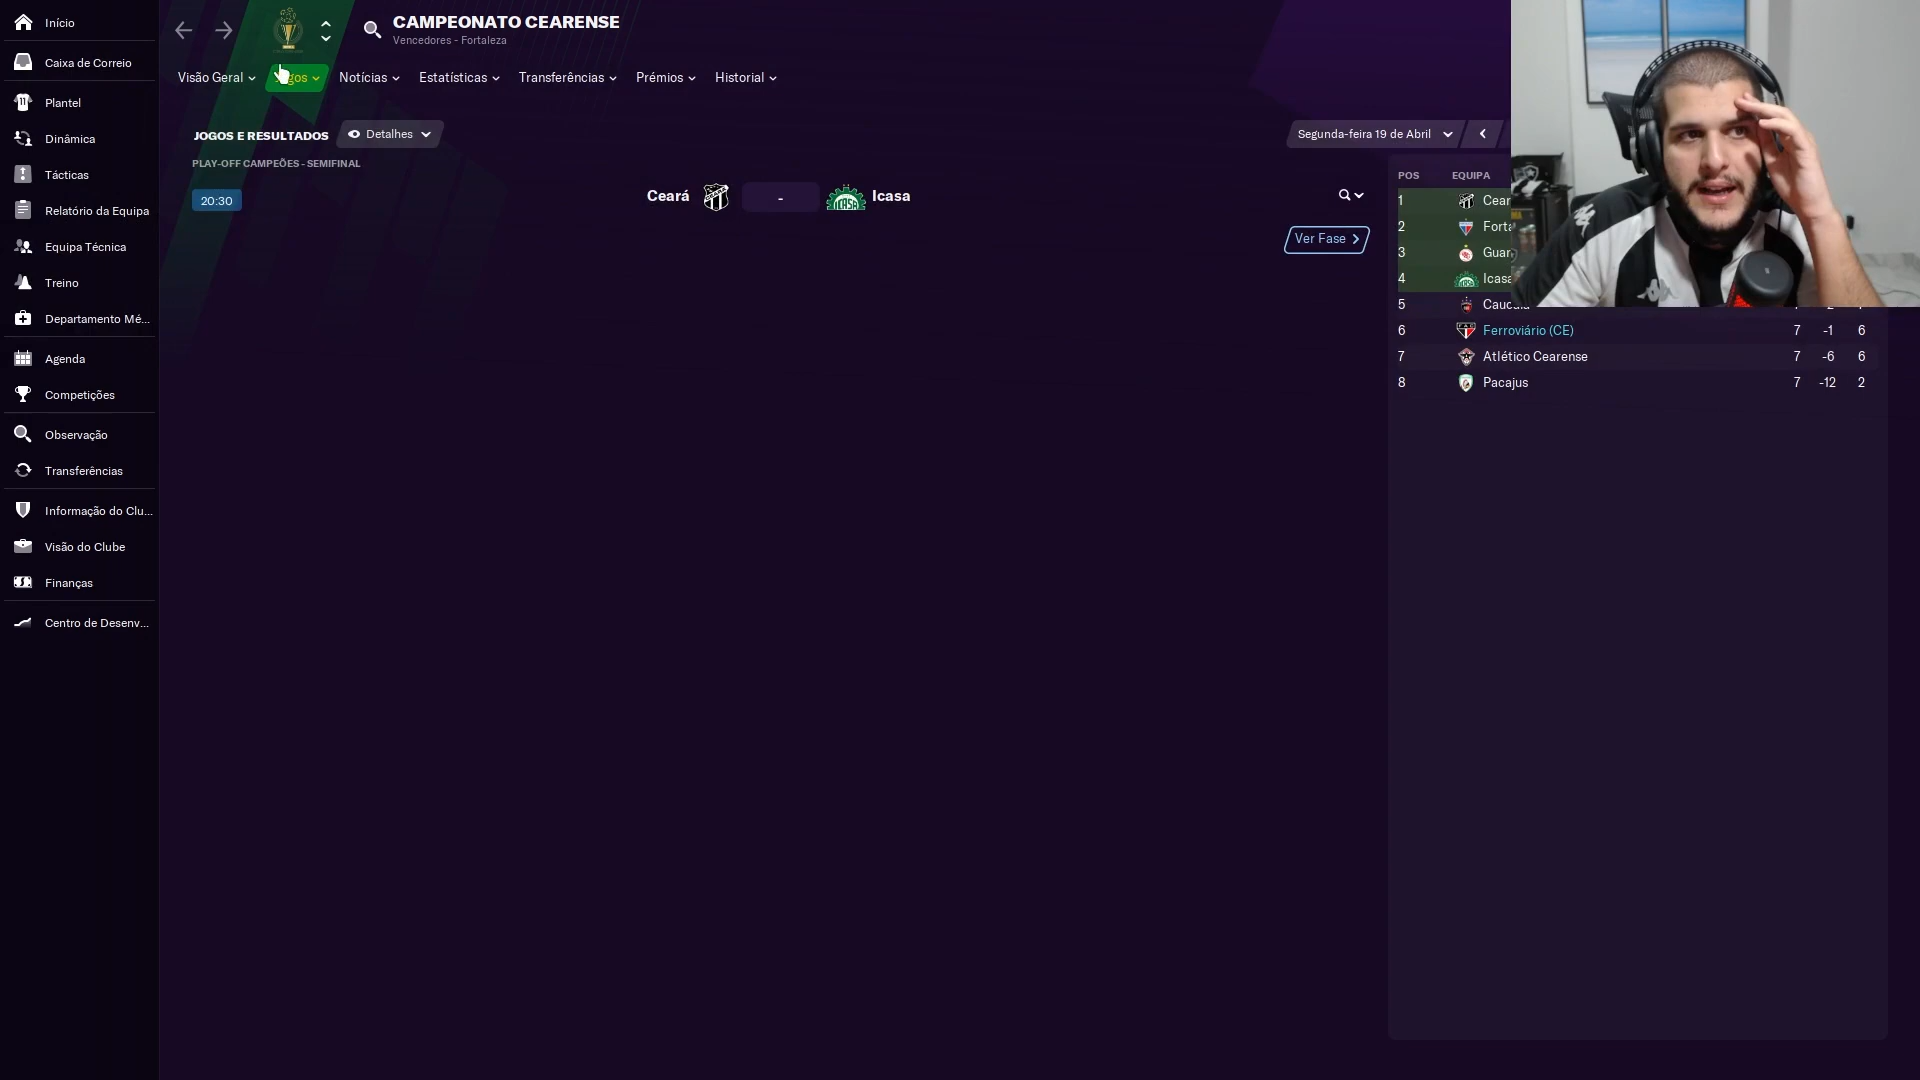 Início
Caixa de Correio
Plantel
Dinâmica
Tácticas
Relatório da Equipa
Equipa Técnica
Treino
Departamento Mé...
Agenda
Competições
Observação
Transferências
Informação do Clu...
Visão do Clube
Finanças
Centro de Desenv...
CAMPEONATO CEARENSE
Vencedores - Fortaleza
Visão Geral
Notícias
Estatísticas
Transferências
Prémios
Historial
JOGOS E RESULTADOS
Detalhes
Segunda-feira 19 de Abril
PLAY-OFF CAMPEÕES - SEMIFINAL
20:30 Ceará - ICASA Icasa
Ver Fase
POS EQUIPA
1 Cear
2 Forta
3 Guar
4 Icasa
5
6 Ferroviário (CE) 7 -1 6
7 Atlético Cearense 7 -6 6
8 Pacajus 7 -12 2